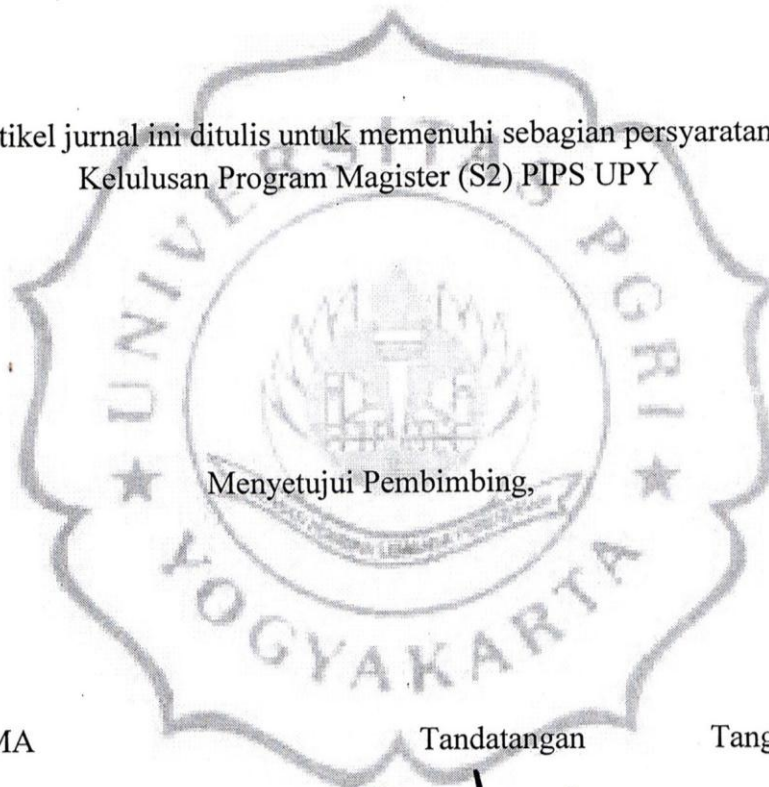 tikel jurnal ini ditulis untuk memenuhi sebagian persyaratan
Kelulusan Program Magister (S2) PIPS UPY
UNIVERSITAS PGRI
Menyetujui Pembimbing,
YOGYAKARTA
MA Tandatangan Tang